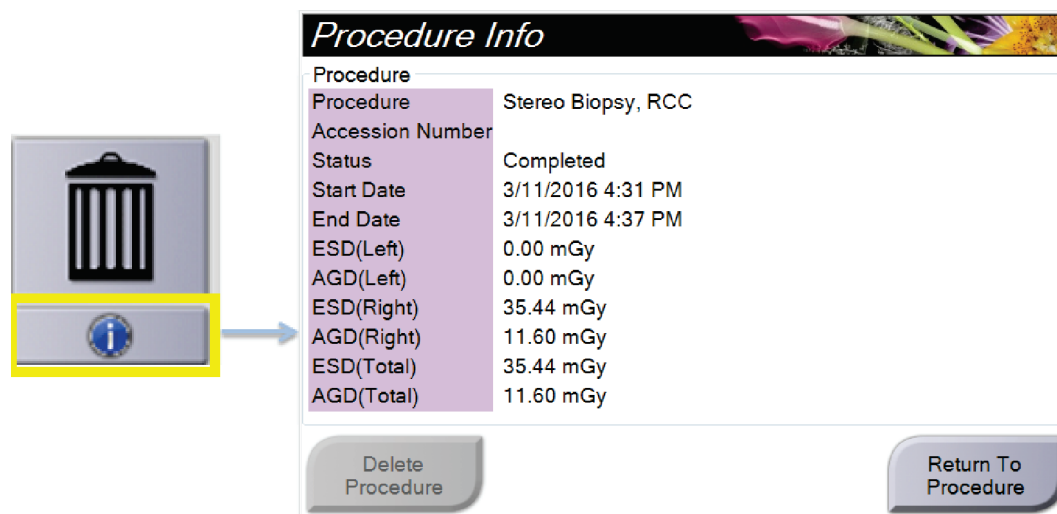 Procedure Info
Procedure
Procedure Stereo Biopsy, RCC
Accession Number
Status Completed
Start Date 3/11/2016 4:31 PM
End Date 3/11/2016 4:37 PM
ESD(Left) 0.00 mGy
AGD(Left) 0.00 mGy
ESD(Right) 35.44 mGy
AGD(Right) 11.60 mGy
ESD(Total) 35.44 mGy
AGD(Total) 11.60 mGy
Delete
Procedure
Return To
Procedure